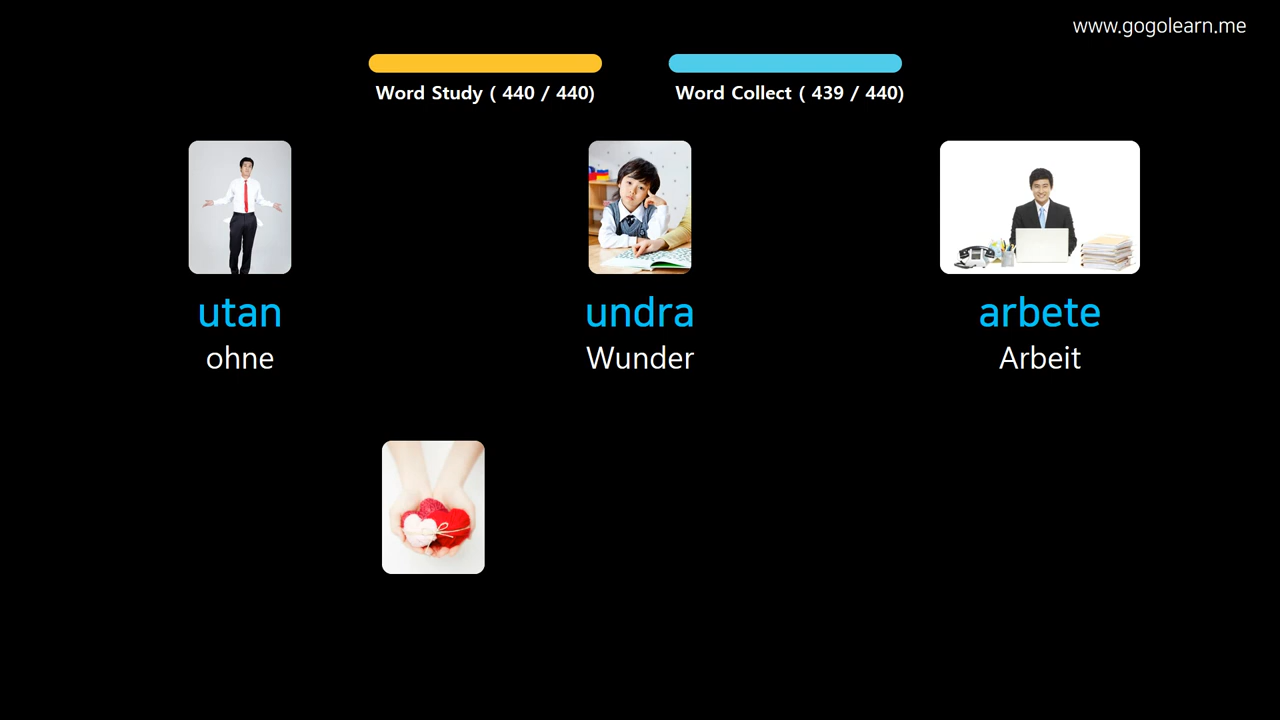 www.gogolearn.me
Word Study ( 440 / 440)
Word Collect ( 439 / 440)
utan
undra
arbete
ohne
Wunder
Arbeit